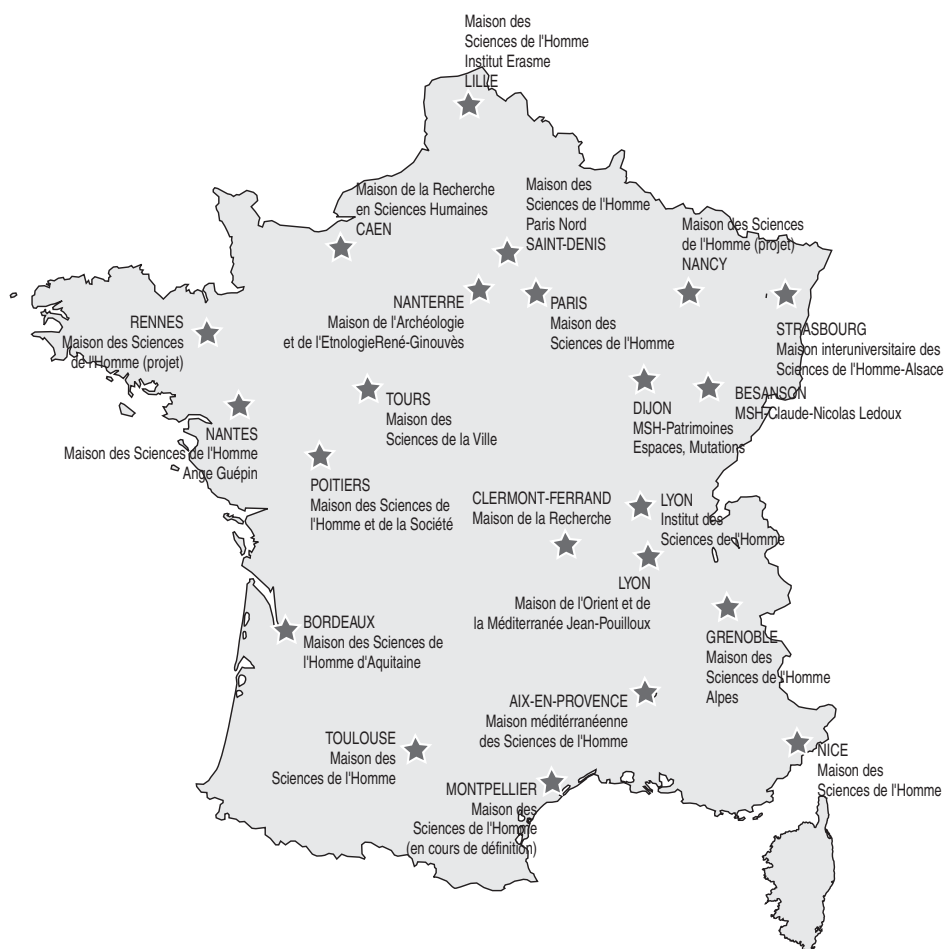 Maison des
Sciences de l'Homme
Institut Erasme
LILLE
Maison de la Recherche
en Sciences Humaines
CAEN
Maison des
Sciences de l'Homme
Paris Nord
SAINT-DENIS
Maison des Sciences
de l'Homme (projet)
NANCY
RENNES
Maison des Sciences
de l'Homme (projet)
NANTERRE
Maison de l'Archéologie
et de l'EtnologieRené-Ginouvès
PARIS
Maison des
Sciences de l'Homme
STRASBOURG
Maison interuniversitaire des
Sciences de l'Homme-Alsace
NANTES
Maison des Sciences de l'Homme
Ange Guépin
TOURS
Maison des
Sciences de la Ville
DIJON
MSH-Patrimoines
Espaces, Mutations
BESANSON
MSH-Claude-Nicolas Ledoux
POITIERS
Maison des Sciences de
l'Homme et de la Société
CLERMONT-FERRAND
Maison de la Recherche
LYON
Institut des
Sciences de l'Homme
LYON
Maison de l'Orient et de
la Méditerranée Jean-Pouilloux
BORDEAUX
Maison des Sciences de
l'Homme d'Aquitaine
GRENOBLE
Maison des
Sciences de l'Homme
Alpes
AIX-EN-PROVENCE
Maison méditérranéenne
des Sciences de l'Homme
TOULOUSE
Maison des
Sciences de l'Homme
NICE
Maison des
Sciences de l'Homme
MONTPELLIER
Maison des
Sciences de l'Homme
(en cours de définition)